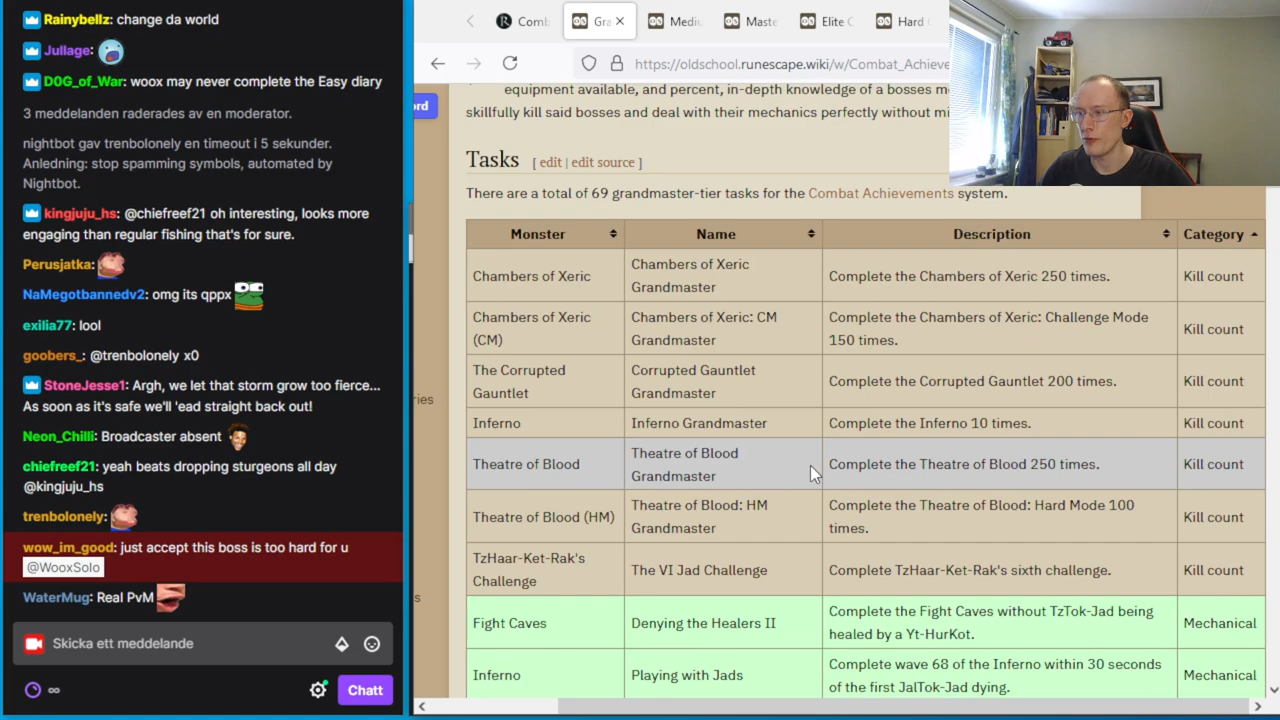 Rainybellz: change da world
Jullage:
D0G_of_War: woox may never complete the Easy diary
3 meddelanden raderades av en moderator.
nightbot gav trenbolonely en timeout i 5 sekunder.
Anledning: stop spamming symbols, automated by
Nightbot.
kingjuju_hs: @chiefreef21 oh interesting, looks more
engaging than regular fishing that's for sure.
Perusjatka:
NaMegotbannedv2: omg its qppx
exilia77: lool
goobers_: @trenbolonely x0
StoneJesse1: Argh, we let that storm grow too fierce...
As soon as it's safe we'll 'ead straight back out!
Neon_Chilli: Broadcaster absent
chiefreef21: yeah beats dropping sturgeons all day
@kingjuju_hs
trenbolonely:
wow_im_good: just accept this boss is too hard for u
@WooxSolo
WaterMug: Real PvM
Skicka ett meddelande
∞
Chatt
Comb
Gra
Mediu
Maste
Elite C
Hard
https://oldschool.runescape.wiki/w/Combat_Achieve
ord
ries
s
equipment available, and percent, in-depth knowledge of a bosses me
skillfully kill said bosses and deal with their mechanics perfectly without mi
Tasks [ edit | edit source ]
There are a total of 69 grandmaster-tier tasks for the Combat Achievements system.
Monster Name Description Category
Chambers of Xeric
Chambers of Xeric
Grandmaster
Complete the Chambers of Xeric 250 times.
Kill count
Chambers of Xeric
(CM)
Chambers of Xeric: CM
Grandmaster
Complete the Chambers of Xeric: Challenge Mode
150 times.
Kill count
The Corrupted
Gauntlet
Corrupted Gauntlet
Grandmaster
Complete the Corrupted Gauntlet 200 times.
Kill count
Inferno
Inferno Grandmaster
Complete the Inferno 10 times.
Kill count
Theatre of Blood
Theatre of Blood
Grandmaster
Complete the Theatre of Blood 250 times.
Kill count
Theatre of Blood (HM)
Theatre of Blood: HM
Grandmaster
Complete the Theatre of Blood: Hard Mode 100
times.
Kill count
TzHaar-Ket-Rak's
Challenge
The VI Jad Challenge
Complete TzHaar-Ket-Rak's sixth challenge.
Kill count
Fight Caves
Denying the Healers II
Complete the Fight Caves without TzTok-Jad being
healed by a Yt-HurKot.
Mechanical
Inferno
Playing with Jads
Complete wave 68 of the Inferno within 30 seconds
of the first JalTok-Jad dying.
Mechanical